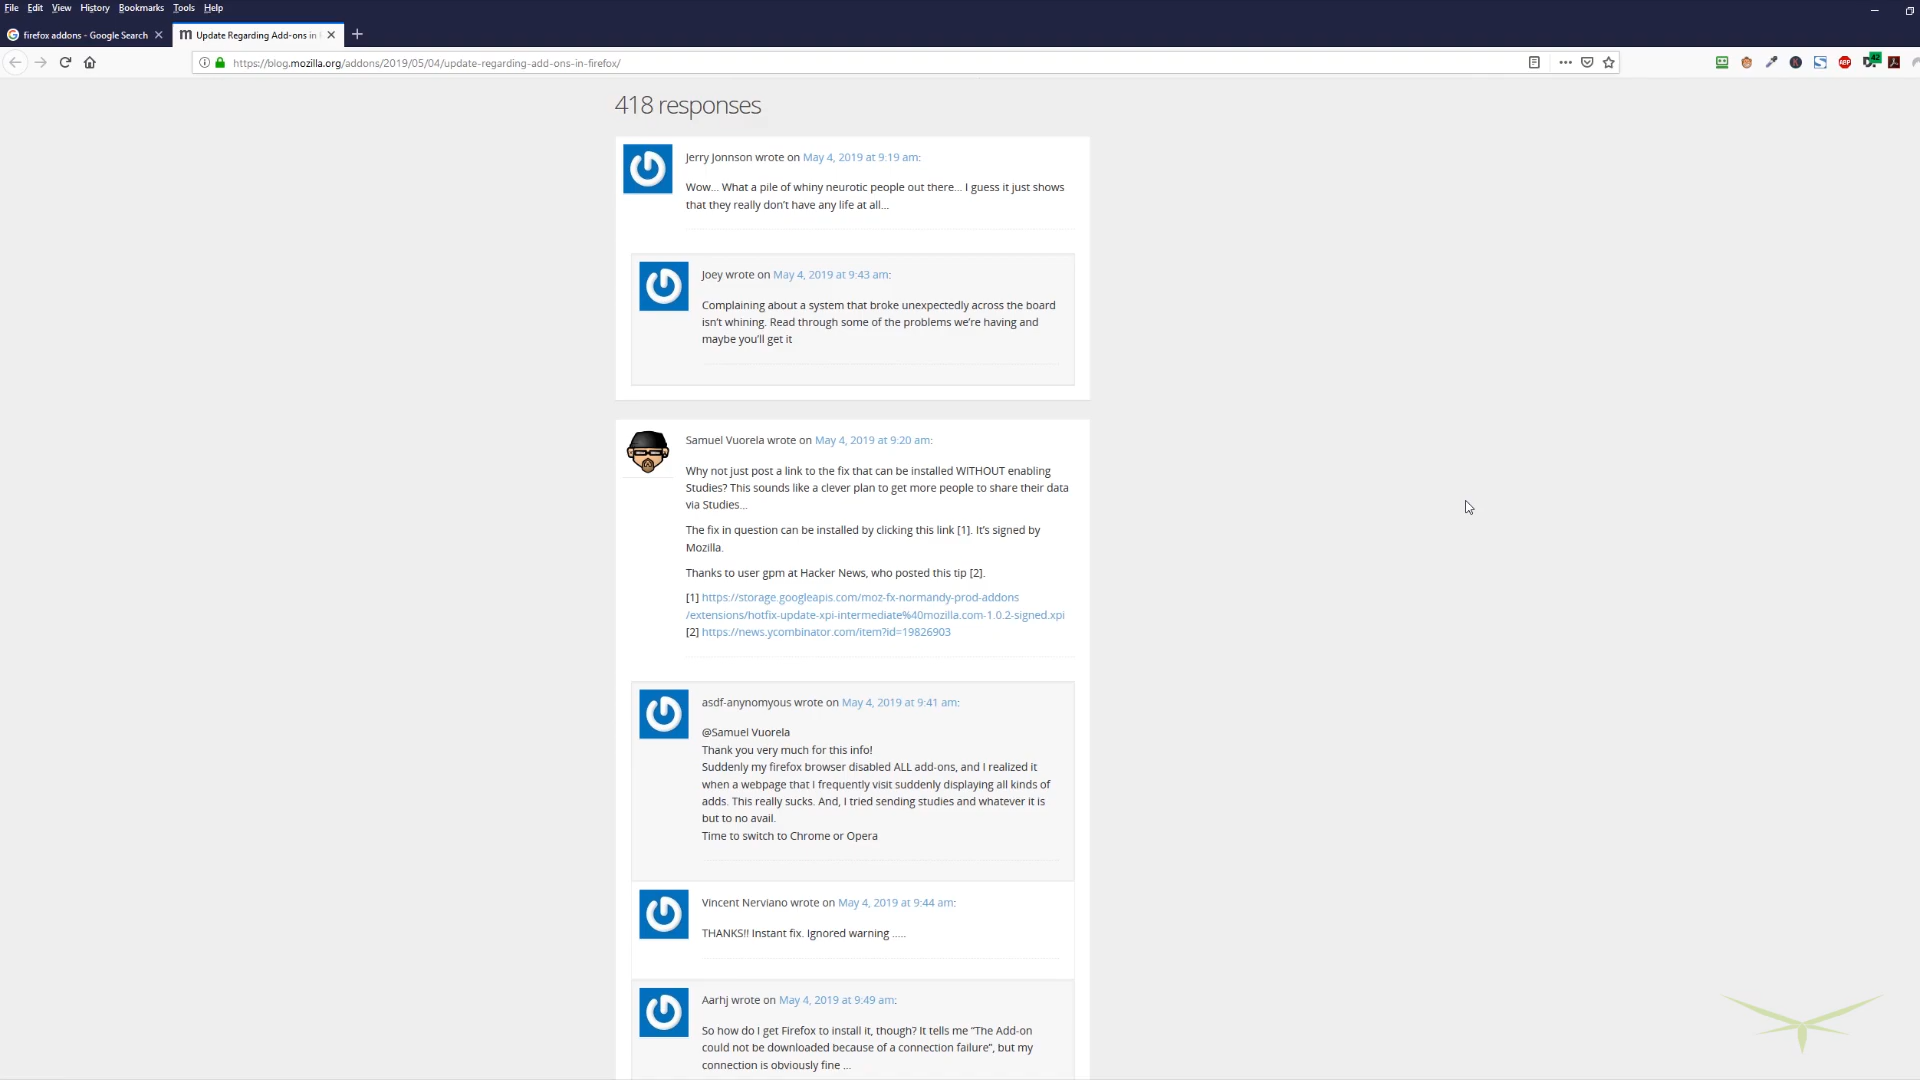 File Edit View History Bookmarks Tools Help
firefox addons - Google Search
m Update Regarding Add-ons in
https://blog.mozilla.org/addons/2019/05/04/update-regarding-add-ons-in-firefox/
ABP
42
418 responses
Jerry Jonnson wrote on May 4, 2019 at 9:19 am:
Wow… What a pile of whiny neurotic people out there… I guess it just shows
that they really don’t have any life at all…
Joey wrote on May 4, 2019 at 9:43 am:
Complaining about a system that broke unexpectedly across the board
isn’t whining. Read through some of the problems we’re having and
maybe you’ll get it
Samuel Vuorela wrote on May 4, 2019 at 9:20 am:
Why not just post a link to the fix that can be installed WITHOUT enabling
Studies? This sounds like a clever plan to get more people to share their data
via Studies…
The fix in question can be installed by clicking this link [1]. It’s signed by
Mozilla.
Thanks to user gpm at Hacker News, who posted this tip [2].
[1] https://storage.googleapis.com/moz-fx-normandy-prod-addons
/extensions/hotfix-update-xpi-intermediate%40mozilla.com-1.0.2-signed.xpi
[2] https://news.ycombinator.com/item?id=19826903
asdf-anynomyous wrote on May 4, 2019 at 9:41 am:
@Samuel Vuorela
Thank you very much for this info!
Suddenly my firefox browser disabled ALL add-ons, and I realized it
when a webpage that I frequently visit suddenly displaying all kinds of
adds. This really sucks. And, I tried sending studies and whatever it is
but to no avail.
Time to switch to Chrome or Opera
Vincent Nerviano wrote on May 4, 2019 at 9:44 am:
THANKS!! Instant fix. Ignored warning …..
Aarhj wrote on May 4, 2019 at 9:49 am:
So how do I get Firefox to install it, though? It tells me “The Add-on
could not be downloaded because of a connection failure”, but my
connection is obviously fine …